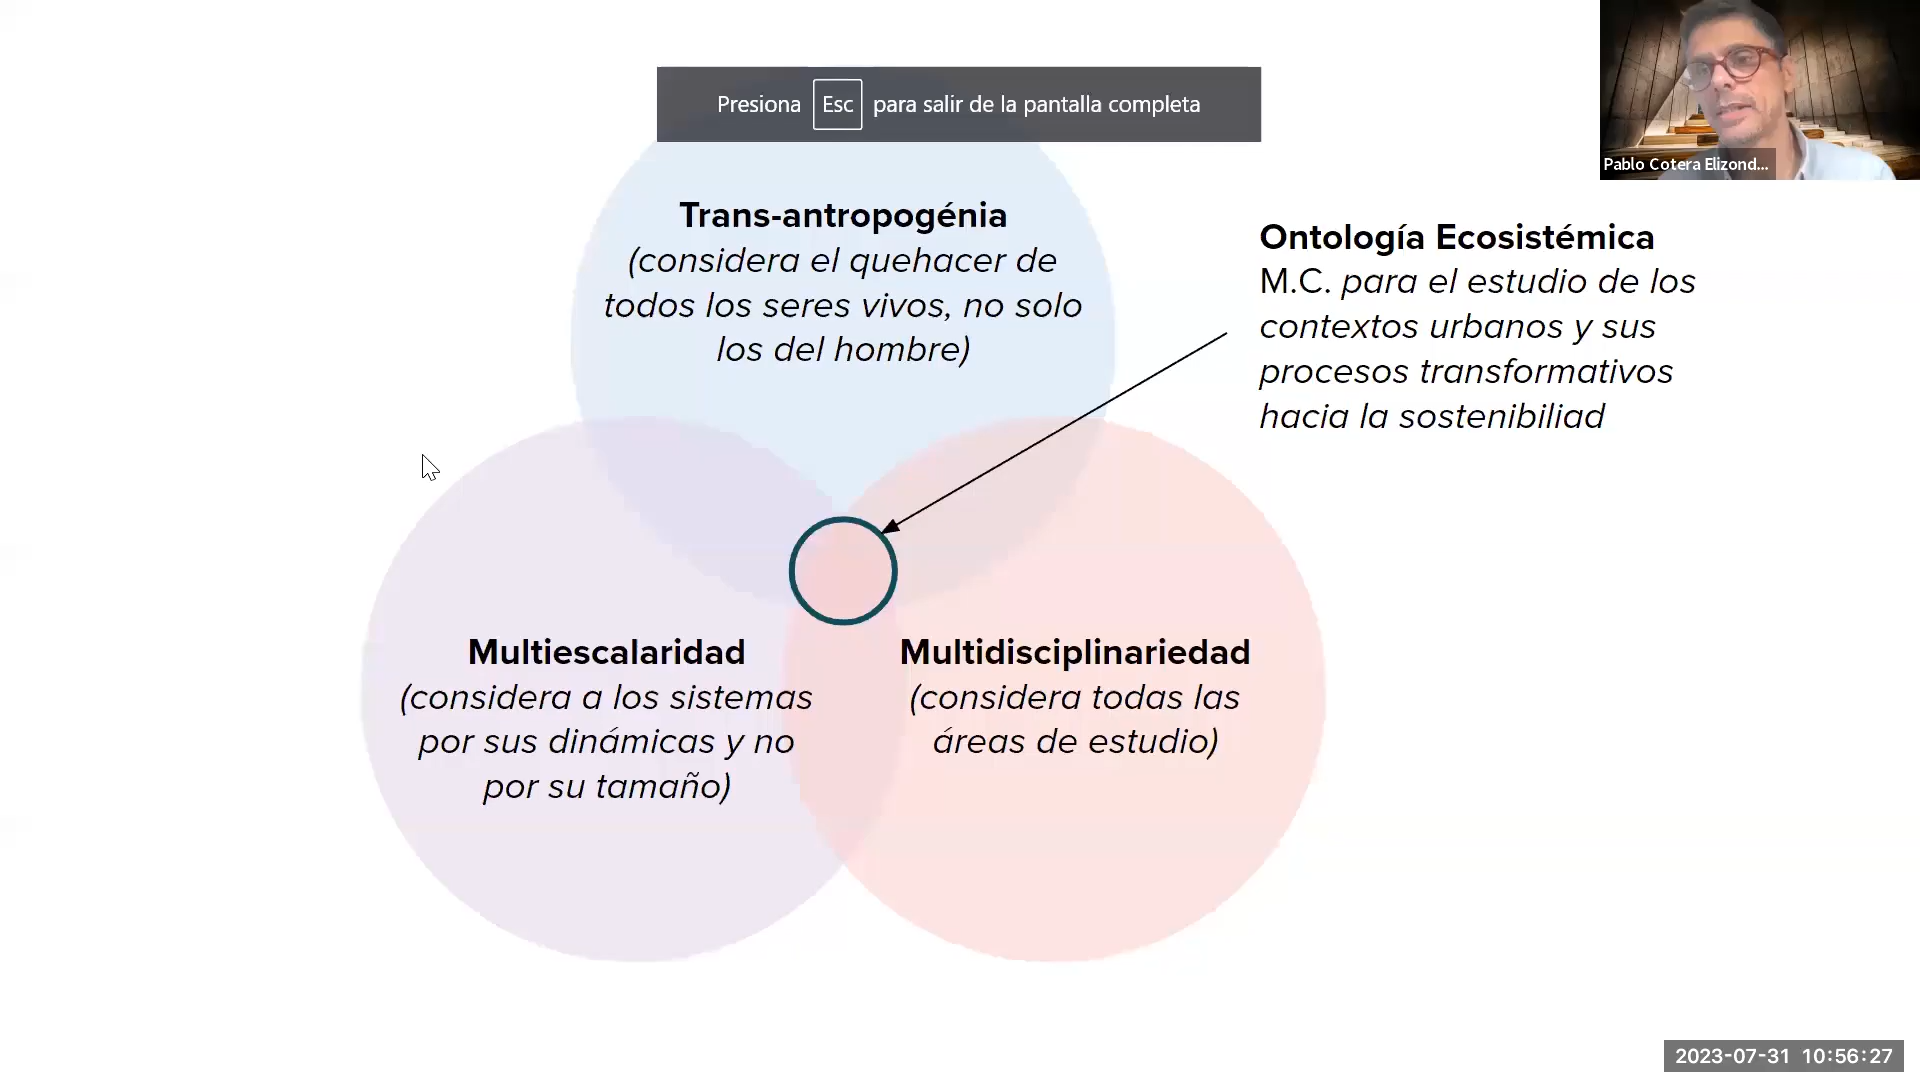 Presiona Esc para salir de la pantalla completa
Pablo Cotera Elizond...
Trans-antropogénia
(considera el quehacer de
todos los seres vivos, no solo
los del hombre)
Ontología Ecosistémica
M.C. para el estudio de los
contextos urbanos y sus
procesos transformativos
hacia la sostenibiliad
Multiescalaridad
(considera a los sistemas
por sus dinámicas y no
por su tamaño)
Multidisciplinariedad
(considera todas las
áreas de estudio)
2023-07-31 10:56:27